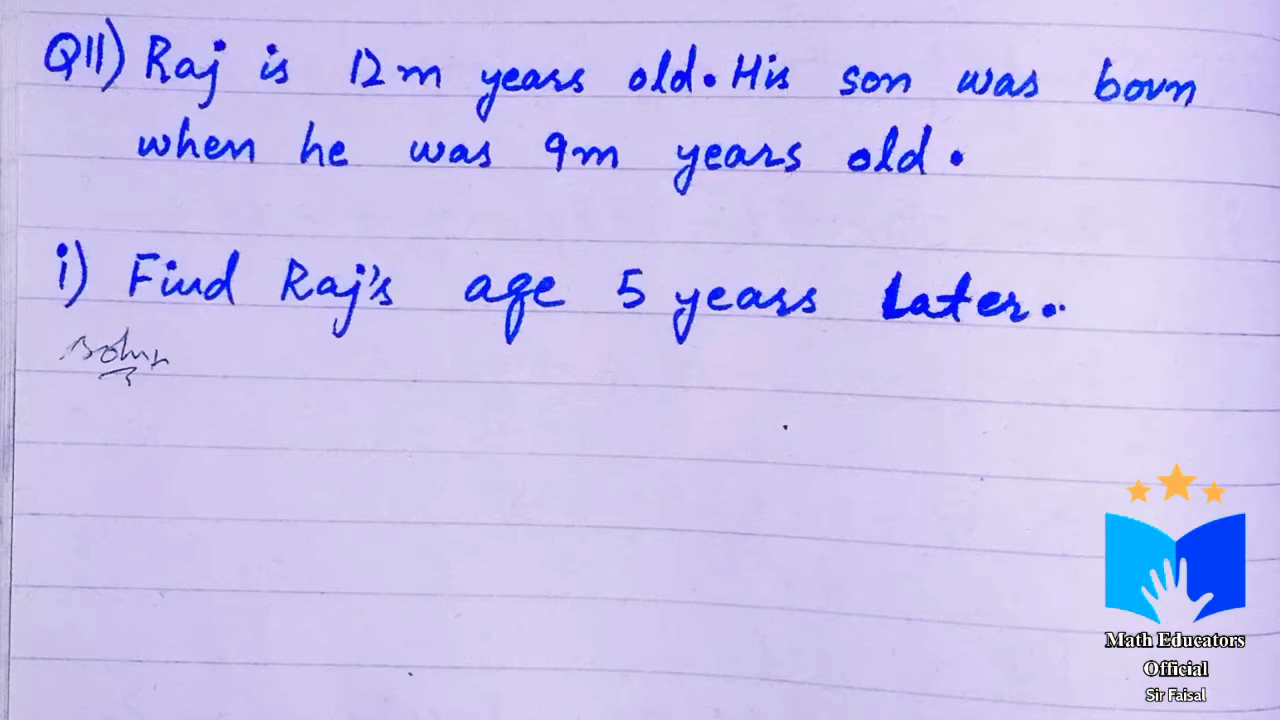 Q11) Raj is 12m years old. His son was born
when he was 9m years old.
i) Find Raj's age 5 years Later.
Soln
Math Educators
Official
Sir Faisal